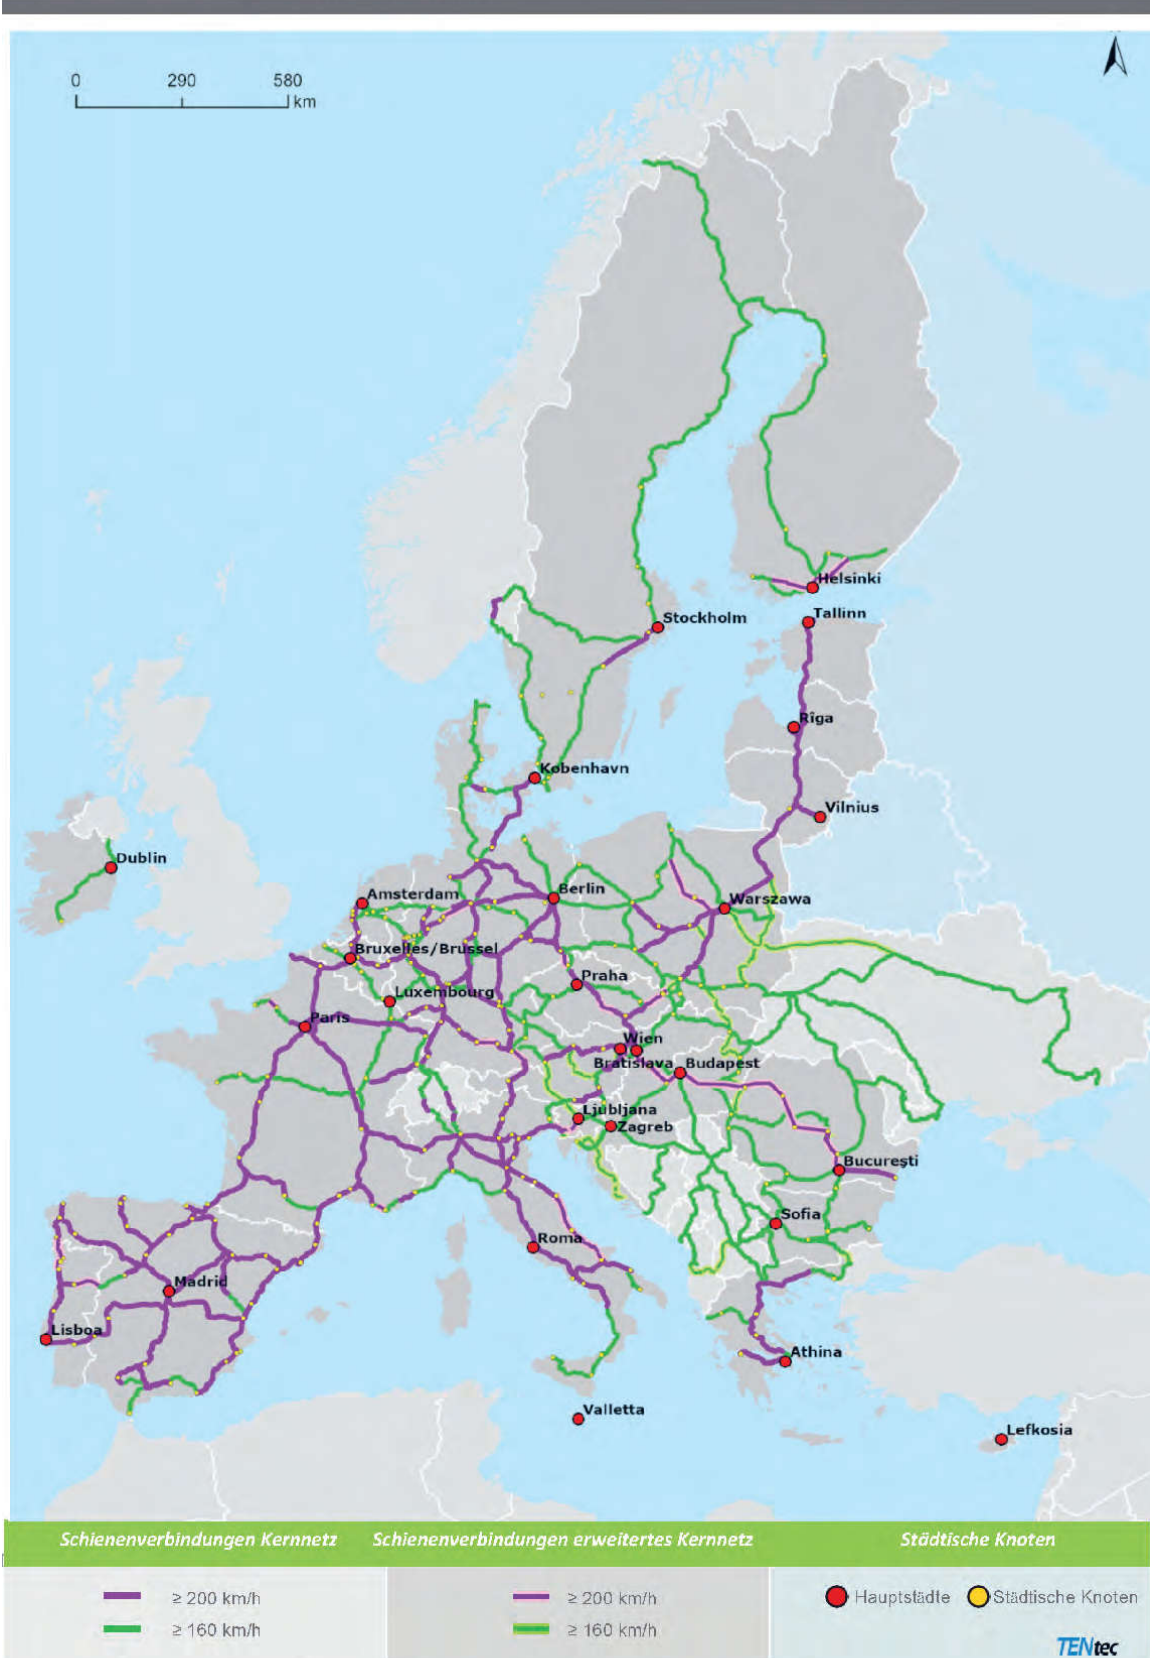 0 290 580
km
Helsinki
Tallinn
Stockholm
Rīga
København
Vilnius
Dublin
Amsterdam
Berlin
Warszawa
Bruxelles/Brussel
Luxembourg
Praha
Paris
Wien
Bratislava
Budapest
Ljubljana
Zagreb
București
Sofia
Roma
Madrid
Lisboa
Athina
Valletta
Lefkosia
Schienenverbindungen Kernnetz Schienenverbindungen erweitertes Kernnetz Städtische Knoten
≥ 200 km/h ≥ 200 km/h Hauptstädte Städtische Knoten
≥ 160 km/h ≥ 160 km/h
TENtec